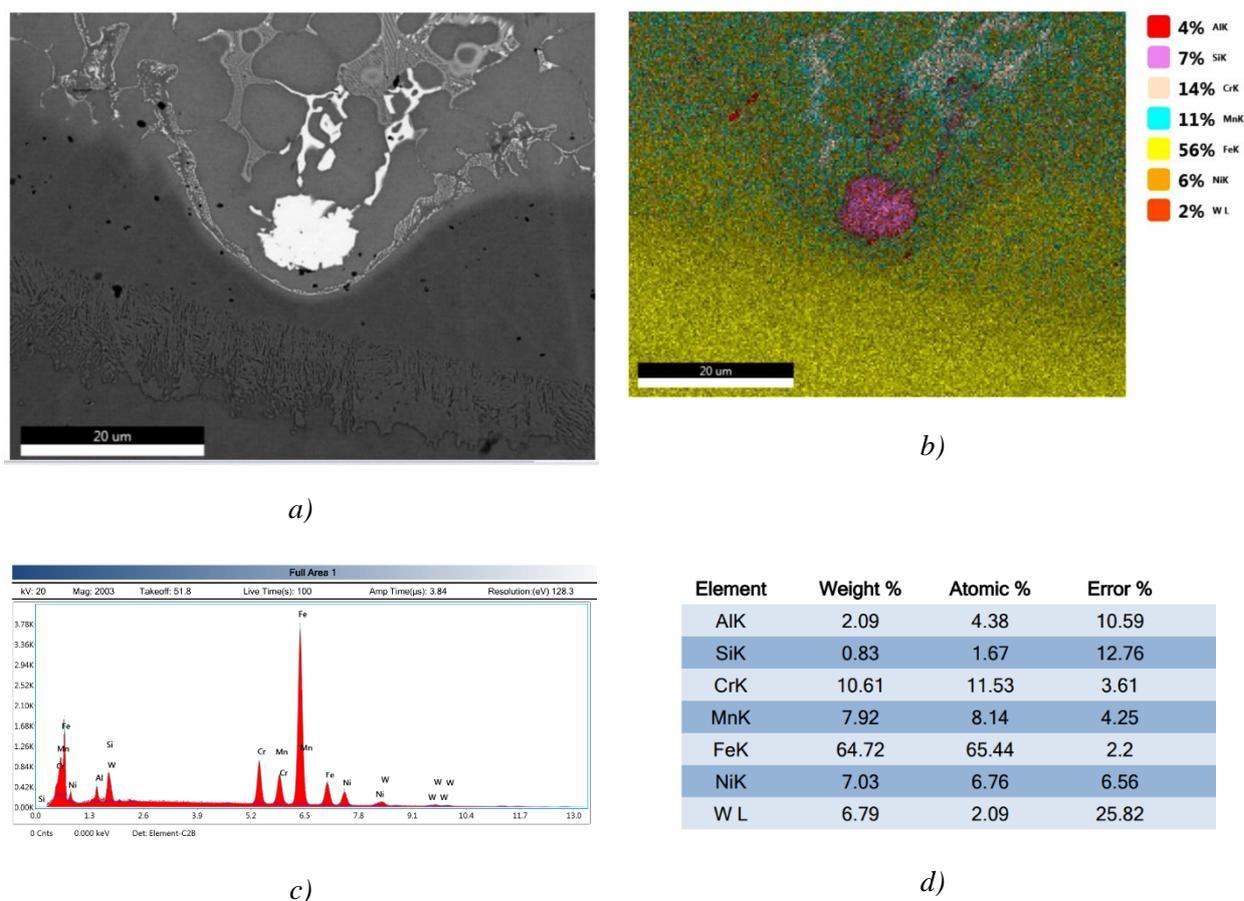 20 um
a)
4% AlK
7% SiK
14% CrK
11% MnK
56% FeK
6% NiK
2% W L
20 um
b)
Full Area 1
kV: 20 Mag: 2003 Takeoff: 51.8 Live Time(s): 100 Amp Time(µs): 3.84 Resolution:(eV) 128.3
3.78K
3.36K
2.94K
2.52K
2.10K
1.68K
1.26K
0.84K
0.42K
0.00K
Fe
Fe
Mn
Cr
Ni
Si
Al
Si
W
Cr
Mn
Cr
Mn
Fe
Ni
W
Ni
W W
W W
0.0 1.3 2.6 3.9 5.2 6.5 7.8 9.1 10.4 11.7 13.0
0 Cnts 0.000 keV Det: Element-C2B
c)
Element Weight % Atomic % Error %
AlK 2.09 4.38 10.59
SiK 0.83 1.67 12.76
CrK 10.61 11.53 3.61
MnK 7.92 8.14 4.25
FeK 64.72 65.44 2.2
NiK 7.03 6.76 6.56
W L 6.79 2.09 25.82
d)